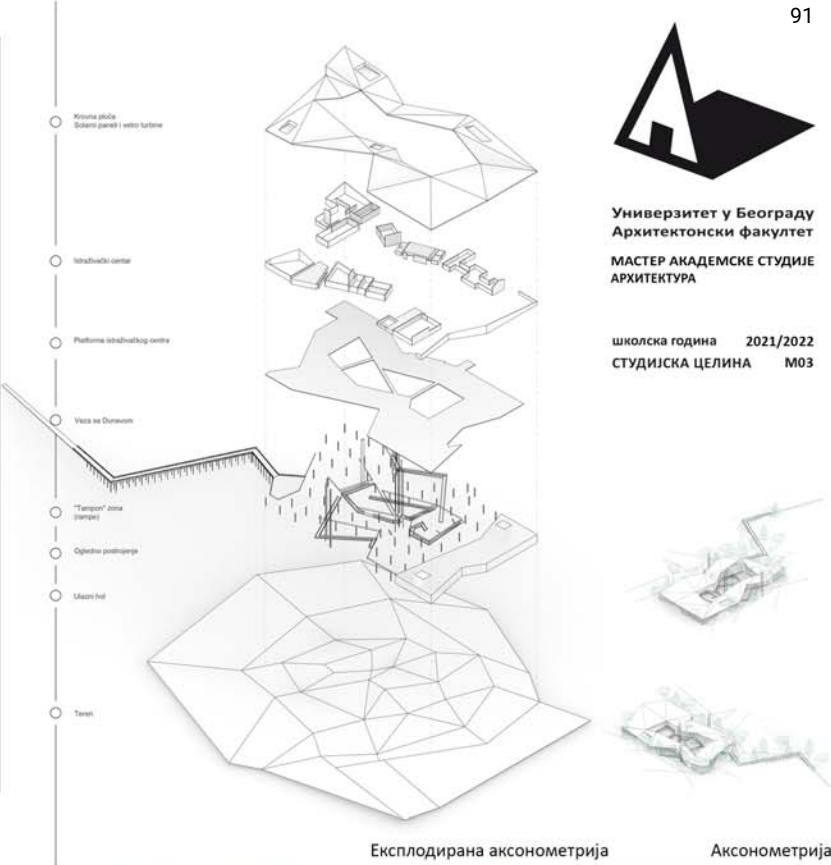 91
Krovna ploča
Solarni paneli i vetro turbine
Istraživački centar
Platforma istraživačkog centra
Veza sa Dunavom
"Tampon" zona
(rampe)
Ogledno postrojenje
Ulazni hol
Teren
Универзитет у Београду
Архитектонски факултет
МАСТЕР АКАДЕМСКЕ СТУДИЈЕ
АРХИТЕКТУРА
школска година 2021/2022
СТУДИЈСКА ЦЕЛИНА М03
Експлодирана аксонометрија
Аксонометрија